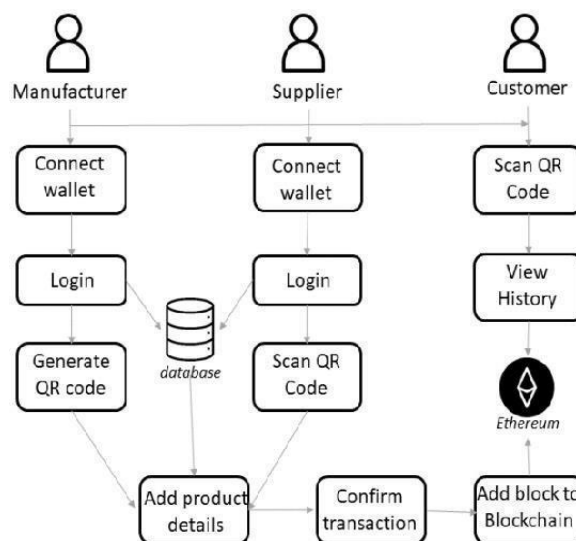 Manufacturer
Supplier
Customer
Connect
wallet
Connect
wallet
Scan QR
Code
Login
Login
View
History
database
Generate
QR code
Scan QR
Code
Ethereum
Add product
details
Confirm
transaction
Add block to
Blockchain